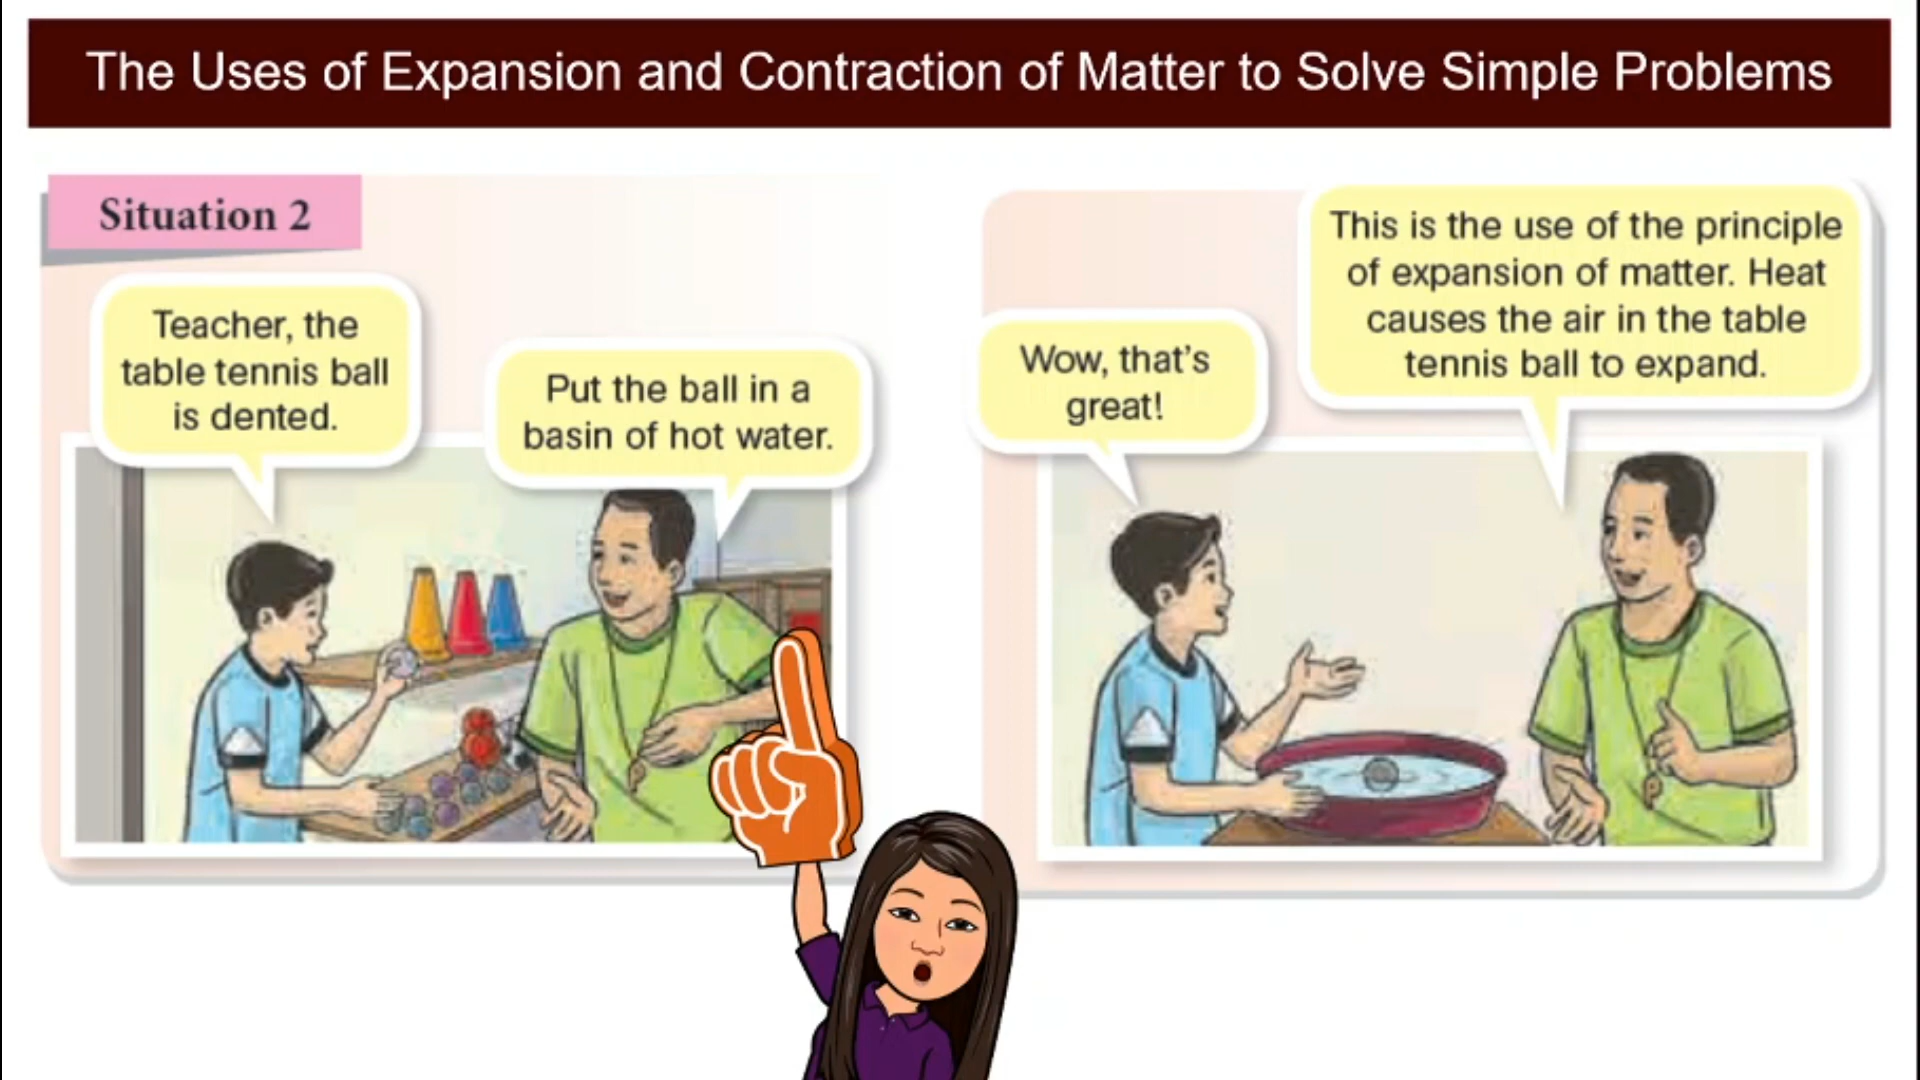 The Uses of Expansion and Contraction of Matter to Solve Simple Problems
Situation 2
Teacher, the
table tennis ball
is dented.
Put the ball in a
basin of hot water.
Wow, that's
great!
This is the use of the principle
of expansion of matter. Heat
causes the air in the table
tennis ball to expand.